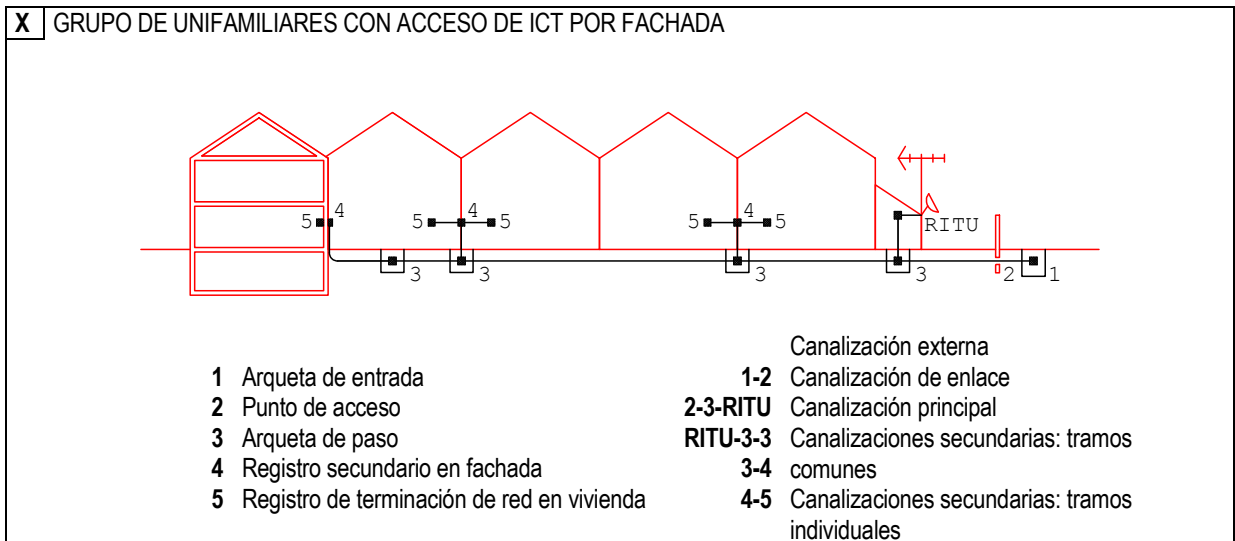 X GRUPO DE UNIFAMILIARES CON ACCESO DE ICT POR FACHADA
5 4 5 4 5 5 4 5 RITU
3 3 3 3 2 1
Canalización externa
1 Arqueta de entrada 1-2 Canalización de enlace
2 Punto de acceso 2-3-RITU Canalización principal
3 Arqueta de paso RITU-3-3 Canalizaciones secundarias: tramos
4 Registro secundario en fachada 3-4 comunes
5 Registro de terminación de red en vivienda 4-5 Canalizaciones secundarias: tramos
individuales